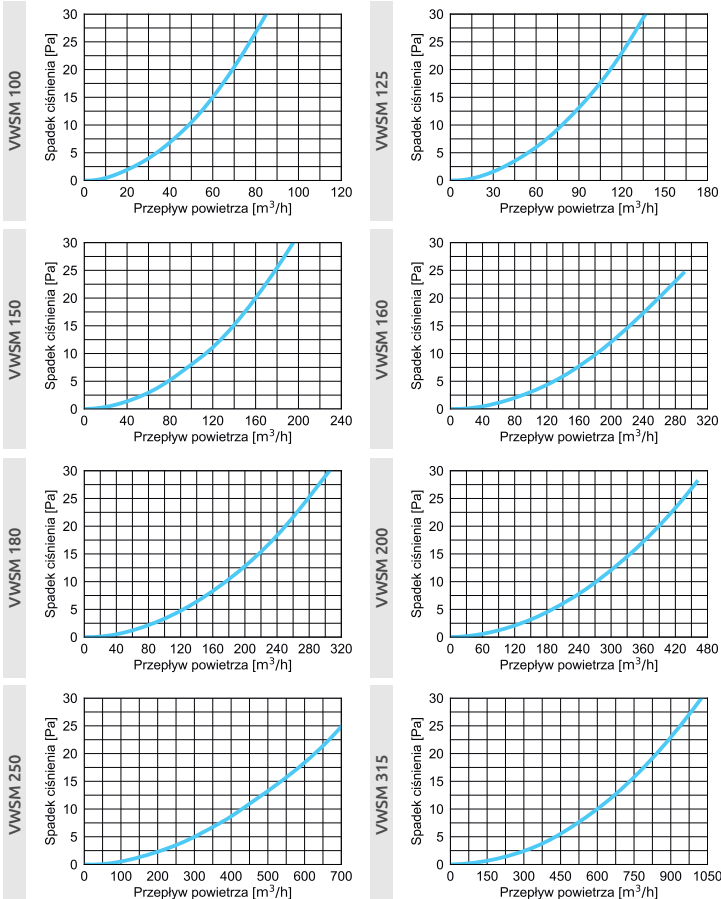 VWSM 100
Spadek ciśnienia [Pa]
30
25
20
15
10
5
0
0 20 40 60 80 100 120
Przepływ powietrza [m³/h]
VWSM 125
Spadek ciśnienia [Pa]
30
25
20
15
10
5
0
0 30 60 90 120 150 180
Przepływ powietrza [m³/h]
VWSM 150
Spadek ciśnienia [Pa]
30
25
20
15
10
5
0
0 40 80 120 160 200 240
Przepływ powietrza [m³/h]
VWSM 160
Spadek ciśnienia [Pa]
30
25
20
15
10
5
0
0 40 80 120 160 200 240 280 320
Przepływ powietrza [m³/h]
VWSM 180
Spadek ciśnienia [Pa]
30
25
20
15
10
5
0
0 40 80 120 160 200 240 280 320
Przepływ powietrza [m³/h]
VWSM 200
Spadek ciśnienia [Pa]
30
25
20
15
10
5
0
0 60 120 180 240 300 360 420 480
Przepływ powietrza [m³/h]
VWSM 250
Spadek ciśnienia [Pa]
30
25
20
15
10
5
0
0 100 200 300 400 500 600 700
Przepływ powietrza [m³/h]
VWSM 315
Spadek ciśnienia [Pa]
30
25
20
15
10
5
0
0 150 300 450 600 750 900 1050
Przepływ powietrza [m³/h]